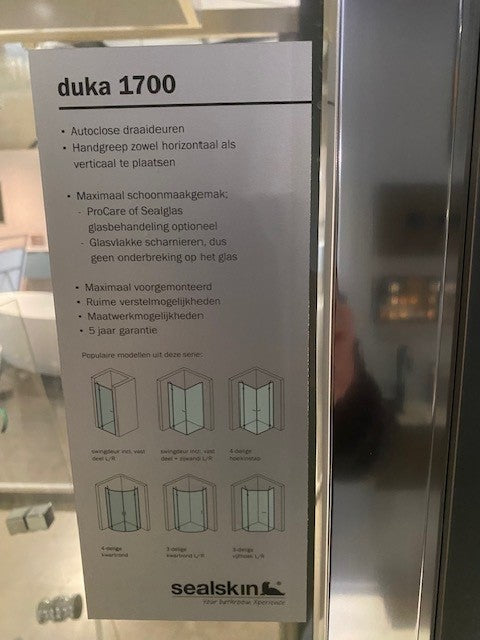 duka 1700
• Autoclose draaideuren
• Handgreep zowel horizontaal als
verticaal te plaatsen
• Maximaal schoonmaakgemak;
- ProCare of Sealglas
glasbehandeling optioneel
- Glasvlakke scharnieren, dus
geen onderbreking op het glas
• Maximaal voorgemonteerd
• Ruime verstelmogelijkheden
• Maatwerkmogelijkheden
• 5 jaar garantie
Populaire modellen uit deze serie:
swingdeur incl. vast
deel L/R
swingdeur incl. vast
deel + zijwand L/R
4-delige
hoekinstap
4-delige
kwartrond
3-delige
kwartrond L/R
3-delige
vijfhoek L/R
sealskin
Your bathroom Xperience